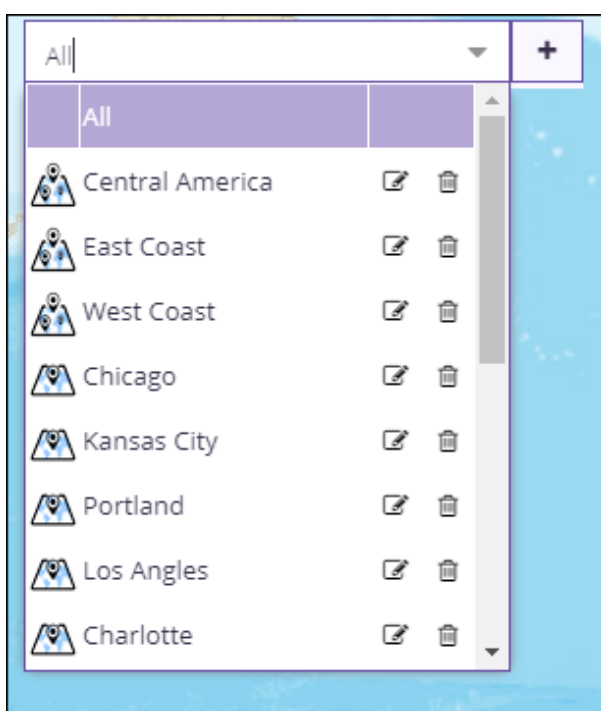 All
All
Central America
East Coast
West Coast
Chicago
Kansas City
Portland
Los Angles
Charlotte